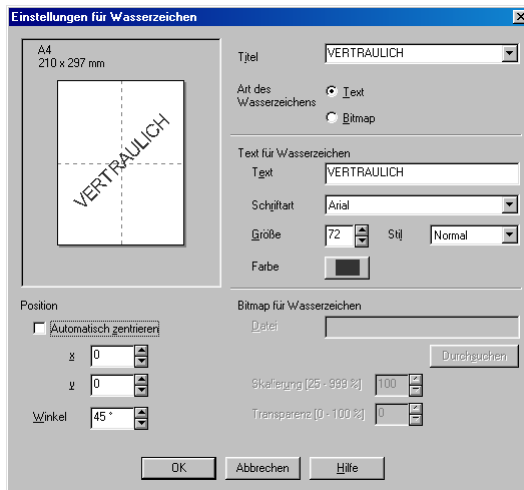 Einstellungen für Wasserzeichen
A4
210 x 297 mm
VERTRAULICH
Titel VERTRAULICH
Art des
Wasserzeichens
Text
Bitmap
Text für Wasserzeichen
Text VERTRAULICH
Schriftart Arial
Größe 72 Stil Normal
Farbe
Position
Automatisch zentrieren
x 0
y 0
Winkel 45 °
Bitmap für Wasserzeichen
Datei
Durchsuchen
Skalierung [25 - 999 %] 100
Transparenz [0 - 100 %] 0
OK Abbrechen Hilfe